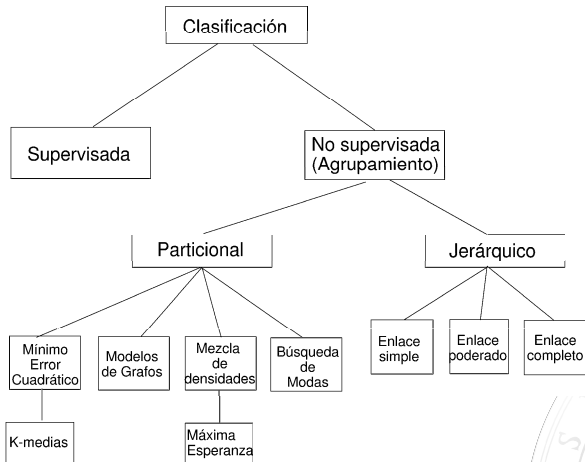 Clasificación
Supervisada
No supervisada
(Agrupamiento)
Particional
Jerárquico
Mínimo
Error
Cuadrático
Modelos
de Grafos
Mezcla
de
densidades
Búsqueda
de
Modas
Enlace
simple
Enlace
poderado
Enlace
completo
K-medias
Máxima
Esperanza